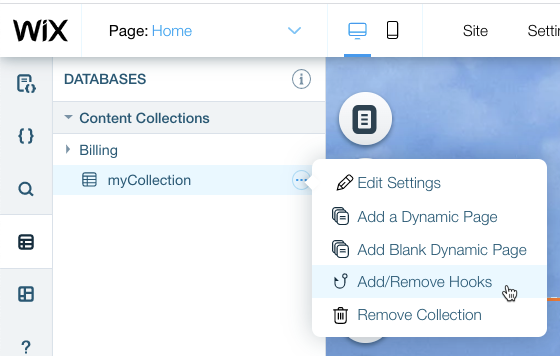 WiX Page: Home Site
DATABASES
Content Collections
Billing
myCollection
Edit Settings
Add a Dynamic Page
Add Blank Dynamic Page
Add/Remove Hooks
Remove Collection